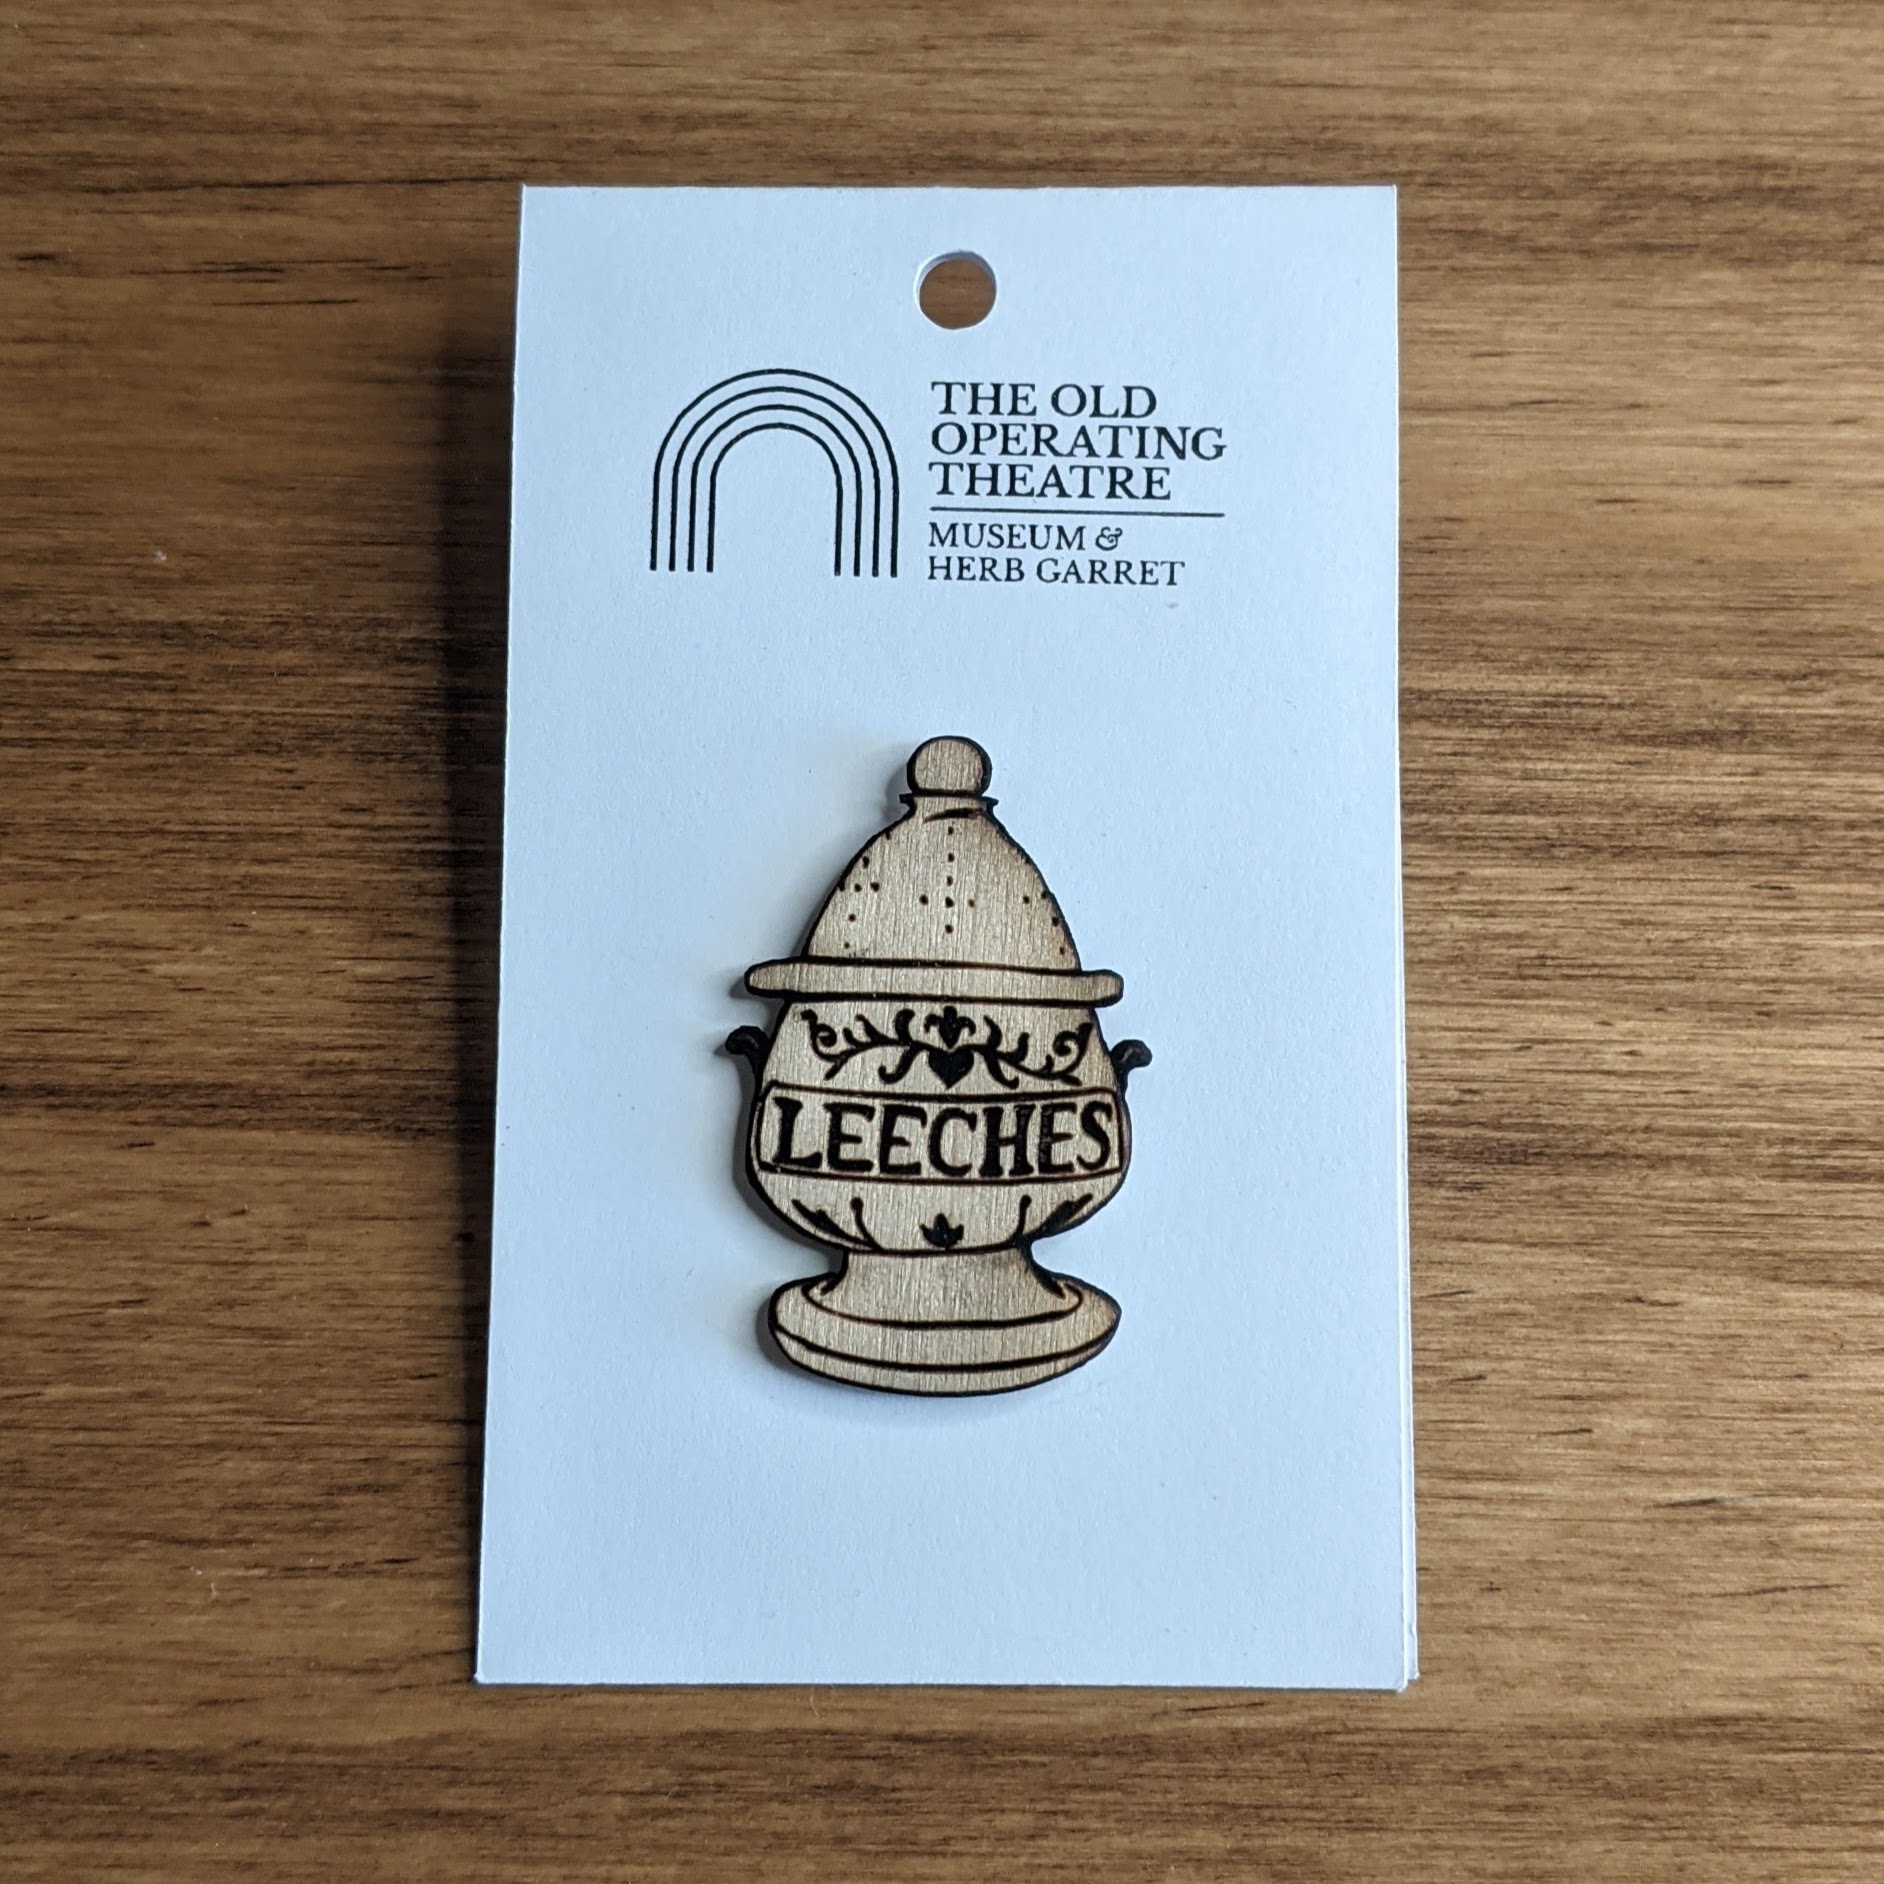 THE OLD
OPERATING
THEATRE
MUSEUM &
HERB GARRET
LEECHES